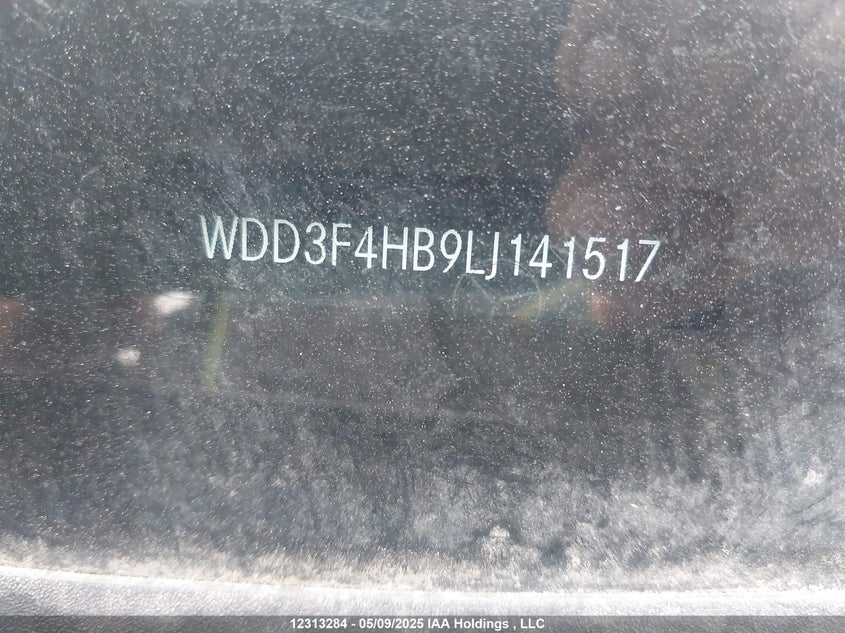 WDD3F4HB9LJ141517
12313284 - 05/09/2025 IAA Holdings , LLC